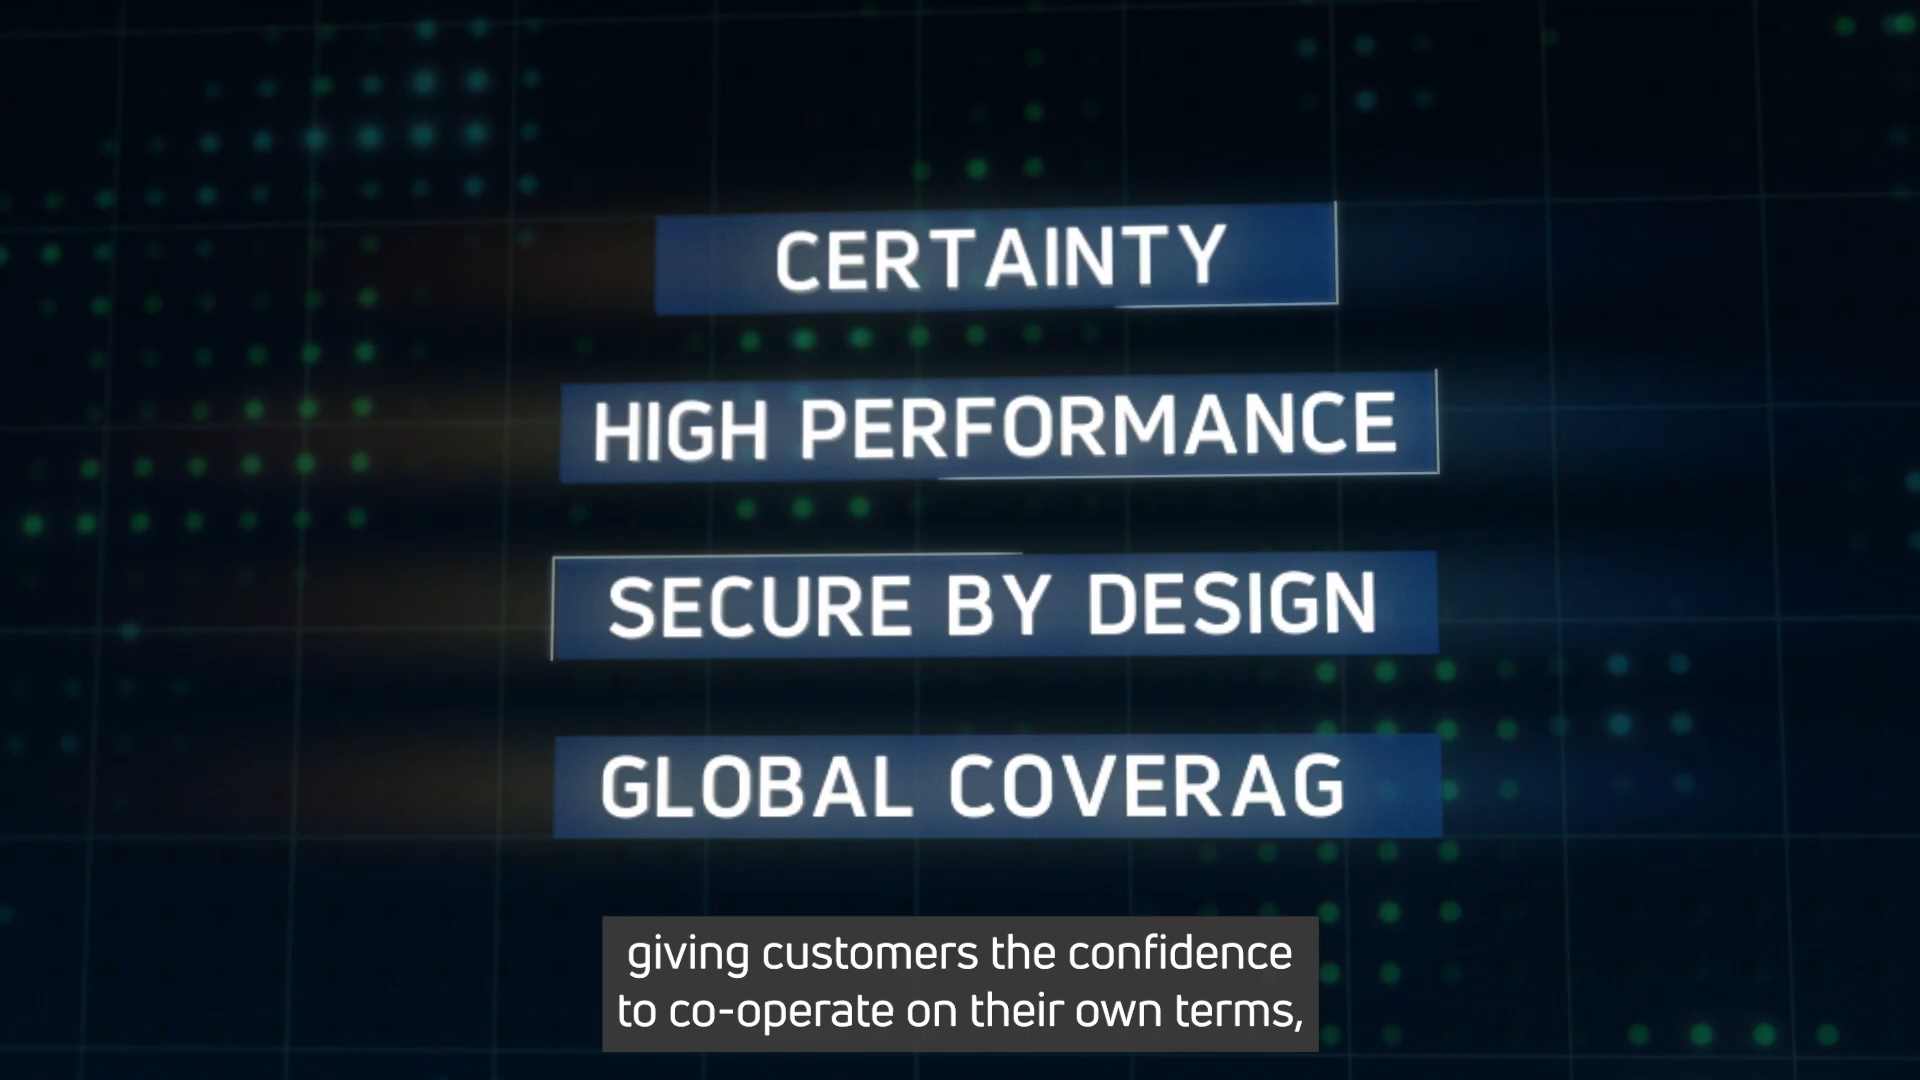 CERTAINTY
HIGH PERFORMANCE
SECURE BY DESIGN
GLOBAL COVERAG
giving customers the confidence
to co-operate on their own terms,